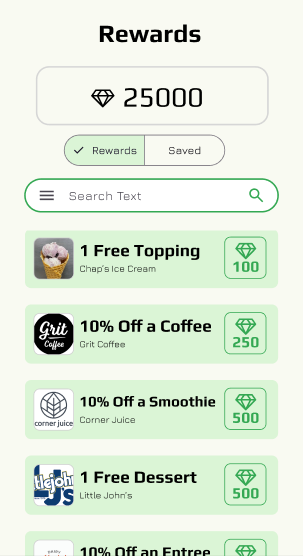 Rewards
25000
Rewards
Saved
Search Text
1 Free Topping
Chap's Ice Cream
100
Grit
Coffee
10% Off a Coffee
Grit Coffee
250
corner juice
10% Off a Smoothie
Corner Juice
500
1 Free Dessert
Little John's
500
10% Off an Entree